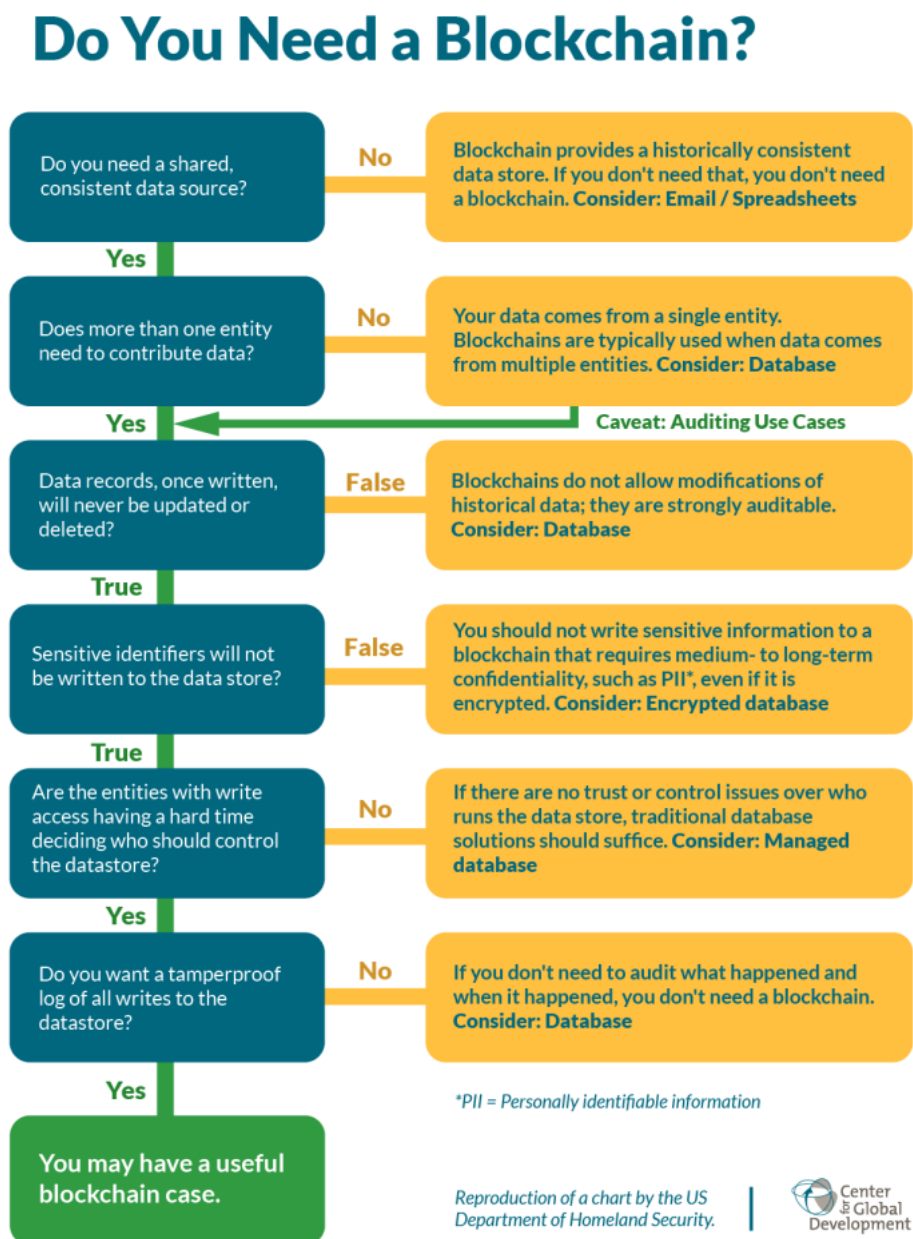 Do You Need a Blockchain?
Do you need a shared,
consistent data source?
No
Blockchain provides a historically consistent
data store. If you don't need that, you don't need
a blockchain. Consider: Email / Spreadsheets
Yes
Does more than one entity
need to contribute data?
No
Your data comes from a single entity.
Blockchains are typically used when data comes
from multiple entities. Consider: Database
Yes
Caveat: Auditing Use Cases
Data records, once written,
will never be updated or
deleted?
False
Blockchains do not allow modifications of
historical data; they are strongly auditable.
Consider: Database
True
Sensitive identifiers will not
be written to the data store?
False
You should not write sensitive information to a
blockchain that requires medium- to long-term
confidentiality, such as PII*, even if it is
encrypted. Consider: Encrypted database
True
Are the entities with write
access having a hard time
deciding who should control
the datastore?
No
If there are no trust or control issues over who
runs the data store, traditional database
solutions should suffice. Consider: Managed
database
Yes
Do you want a tamperproof
log of all writes to the
datastore?
No
If you don't need to audit what happened and
when it happened, you don't need a blockchain.
Consider: Database
Yes
*PII = Personally identifiable information
You may have a useful
blockchain case.
Reproduction of a chart by the US
Department of Homeland Security.
Center
for Global
Development